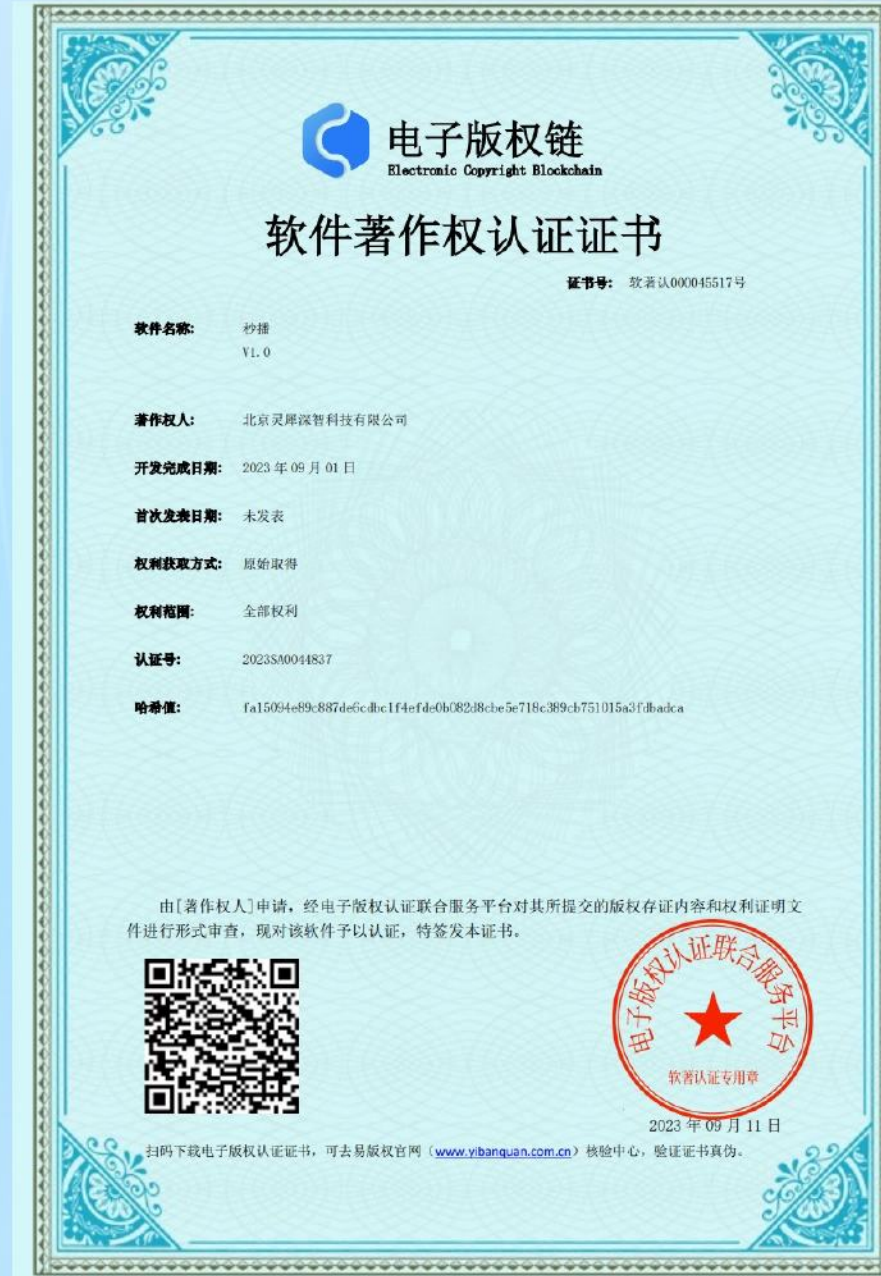 电子版权链
Electronic Copyright Blockchain
软件著作权认证证书
证书号: 软著认000045517号
软件名称: 秒播
V1.0
著作权人: 北京灵犀深智科技有限公司
开发完成日期: 2023 年 09 月 01 日
首次发表日期: 未发表
权利获取方式: 原始取得
权利范围: 全部权利
认证号: 2023SA0044837
哈希值: fa15094e89c887de6cdbc1f4efde0b082d8cbe5e718c389cb751015a3fdbadca
由[著作权人]申请，经电子版权认证联合服务平台对其所提交的版权存证内容和权利证明文
件进行形式审查，现对该软件予以认证，特签发本证书。
电子版权认证联合服务平台
软著认证专用章
2023 年 09 月 11 日
扫码下载电子版权认证证书，可去易版权官网（www.yibanquan.com.cn）核验中心，验证证书真伪。